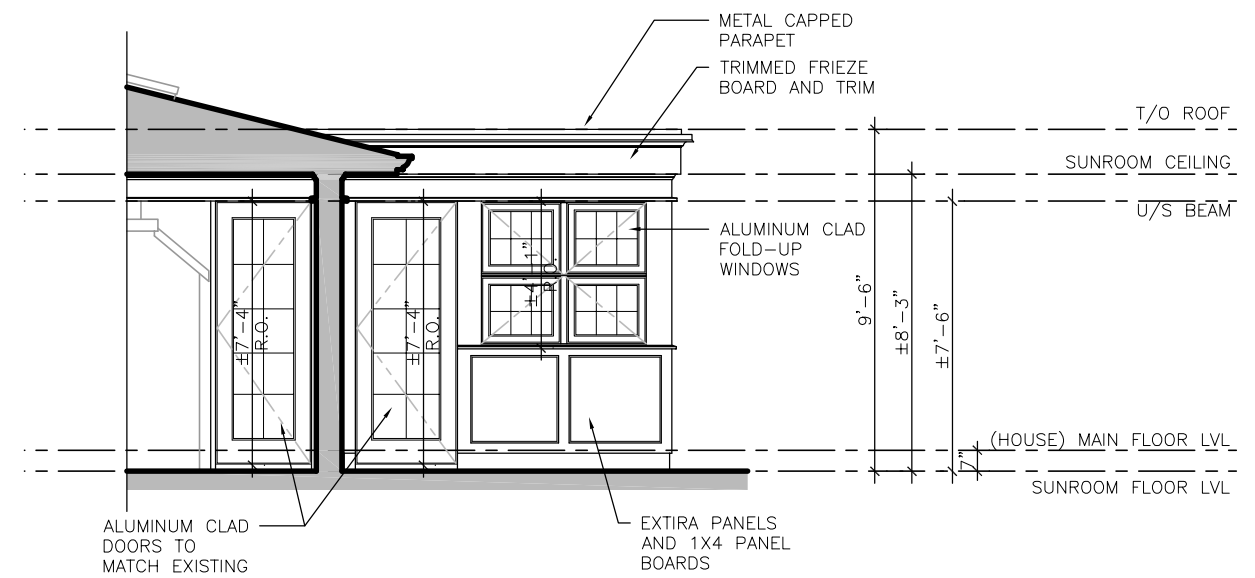 METAL CAPPED
PARAPET
TRIMMED FRIEZE
BOARD AND TRIM
T/O ROOF
SUNROOM CEILING
U/S BEAM
ALUMINUM CLAD
FOLD-UP
WINDOWS
±7'-4"
R.O.
±7'-4"
R.O.
±4'-1"
R.O.
9'-6"
±8'-3"
±7'-6"
(HOUSE) MAIN FLOOR LVL
7"
SUNROOM FLOOR LVL
ALUMINUM CLAD
DOORS TO
MATCH EXISTING
EXTIRA PANELS
AND 1X4 PANEL
BOARDS